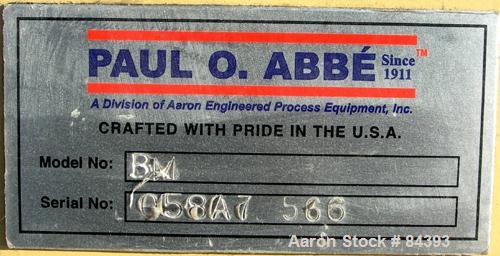 PAUL O. ABBÉ Since 1911 ™
A Division of Aaron Engineered Process Equipment, Inc.
CRAFTED WITH PRIDE IN THE U.S.A.
Model No: BM
Serial No: G58A7 566
Aaron Stock # 84393